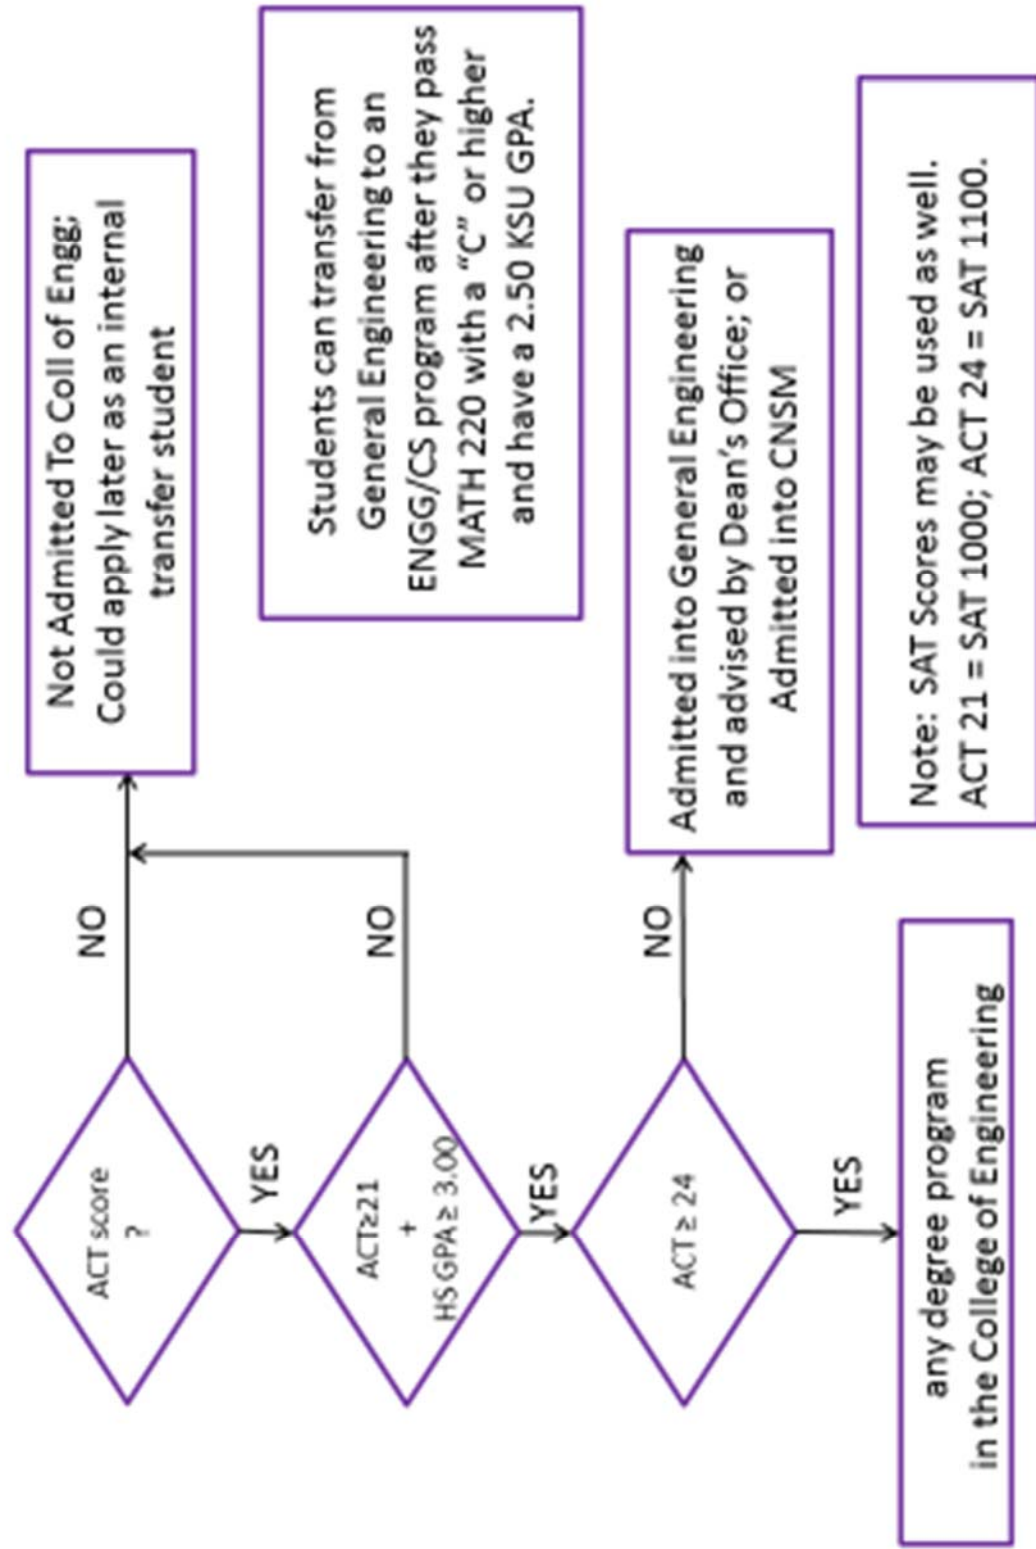 ACT score
?
NO
Not Admitted To Coll of Engg;
Could apply later as an internal
transfer student
YES
ACT≥21
+
HS GPA ≥ 3.00
NO
Students can transfer from
General Engineering to an
ENGG/CS program after they pass
MATH 220 with a “C” or higher
and have a 2.50 KSU GPA.
YES
ACT ≥ 24
NO
Admitted into General Engineering
and advised by Dean’s Office; or
Admitted into CNSM
YES
any degree program
in the College of Engineering
Note:  SAT Scores may be used as well.
ACT 21 = SAT 1000; ACT 24 = SAT 1100.